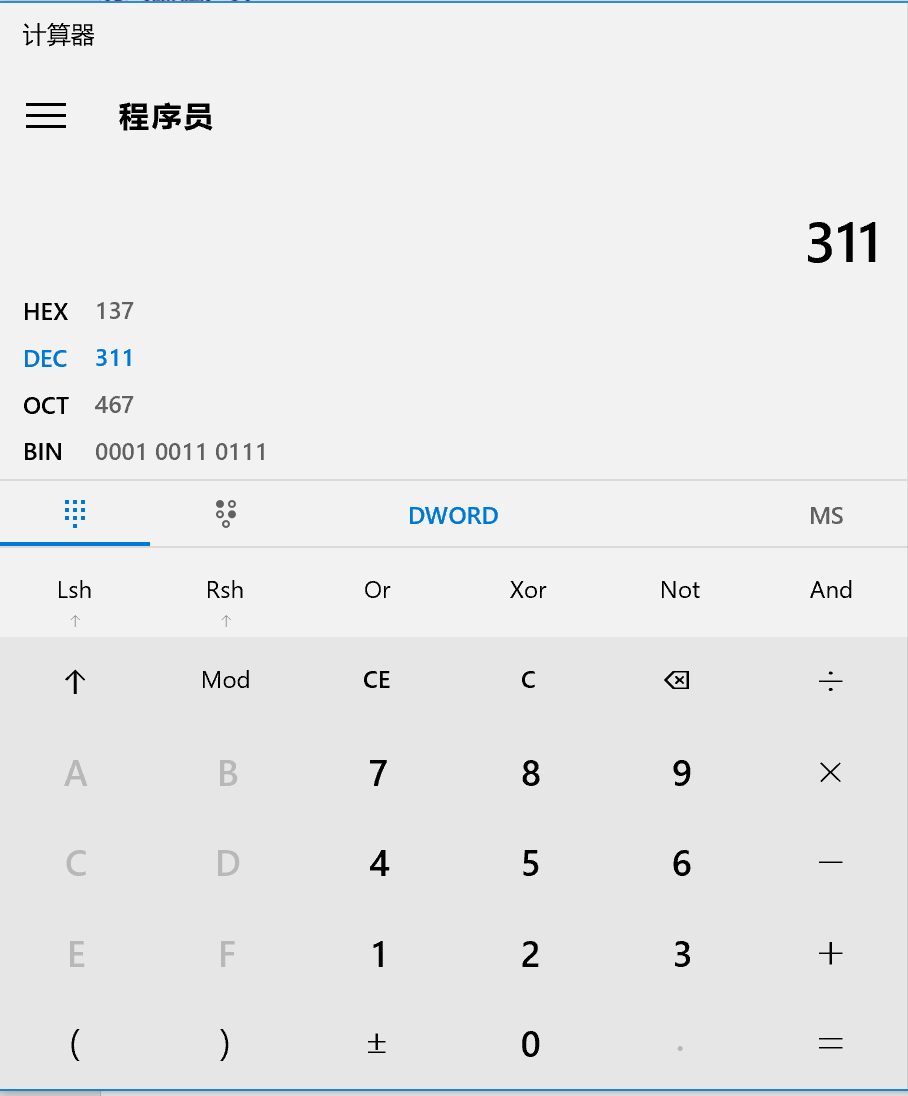 计算器
程序员
311
HEX 137
DEC 311
OCT 467
BIN 0001 0011 0111
DWORD MS
Lsh Rsh Or Xor Not And
↑ ↑
↑ Mod CE C ÷
A B 7 8 9 ×
C D 4 5 6 −
E F 1 2 3 +
( ) ± 0 . =